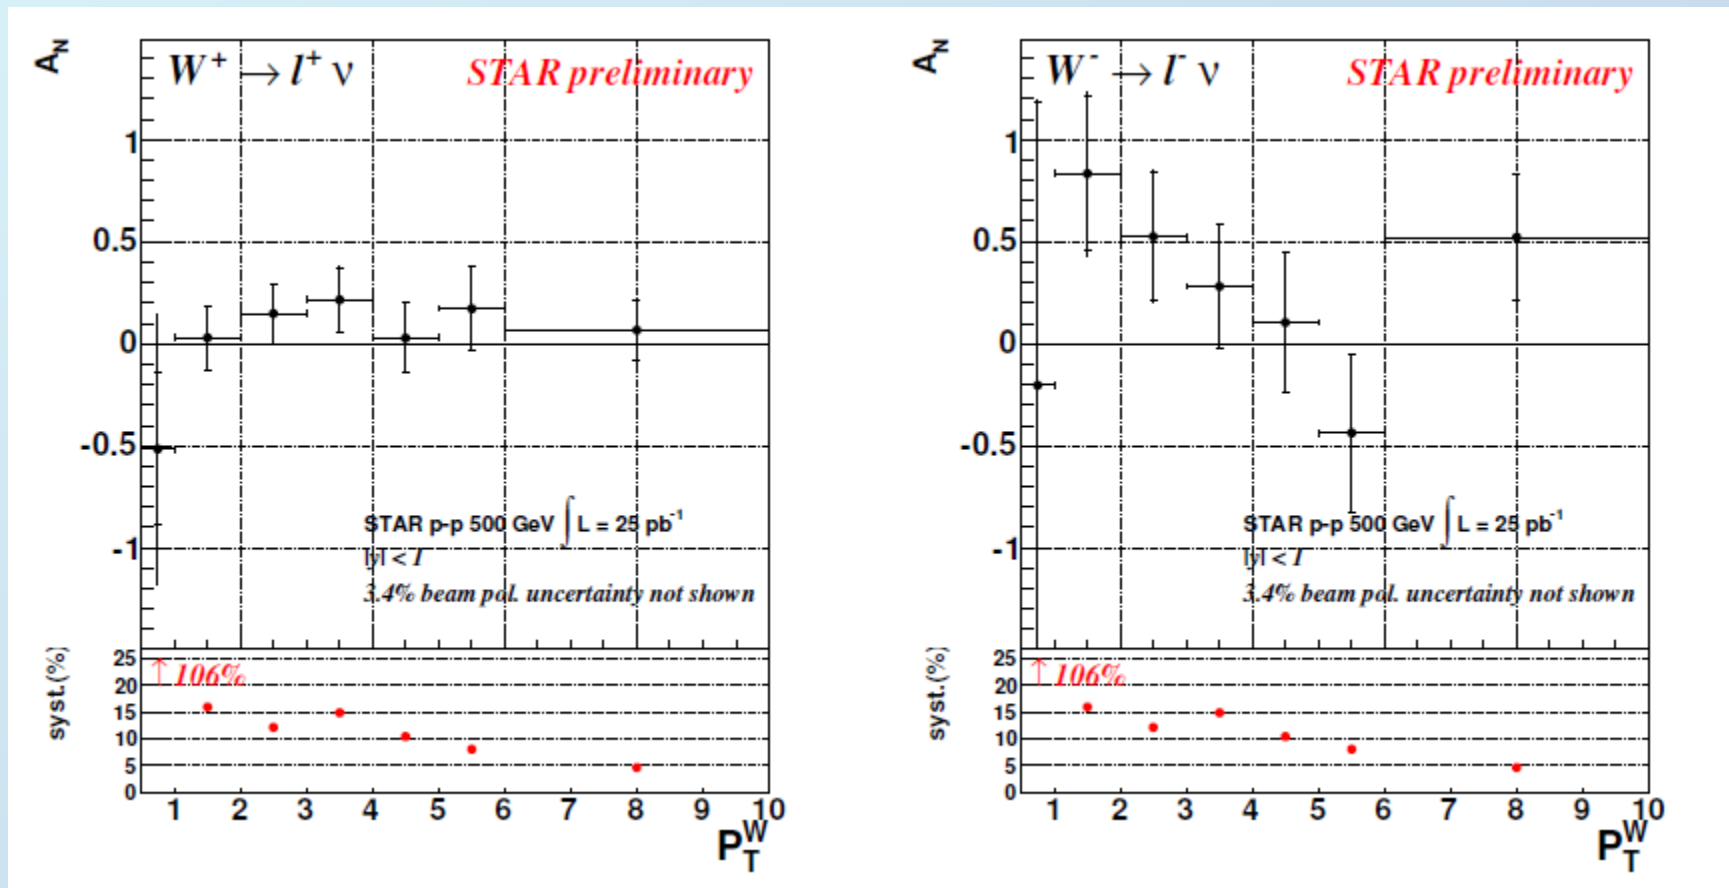 A_N
W⁺ → l⁺ ν
STAR preliminary
1
0.5
0
-0.5
-1
STAR p-p 500 GeV ∫ L = 25 pb⁻¹
|y| < 1
3.4% beam pol. uncertainty not shown
syst.(%)
25
20
15
10
5
0
↑ 106%
1 2 3 4 5 6 7 8 9 10
P_T^W
A_N
W⁻ → l⁻ ν
STAR preliminary
1
0.5
0
-0.5
-1
STAR p-p 500 GeV ∫ L = 25 pb⁻¹
|y| < 1
3.4% beam pol. uncertainty not shown
syst.(%)
25
20
15
10
5
0
↑ 106%
1 2 3 4 5 6 7 8 9 10
P_T^W